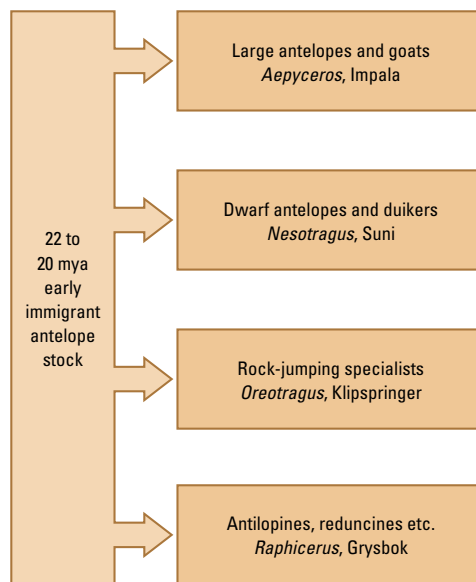 22 to
20 mya
early
immigrant
antelope
stock
Large antelopes and goats
Aepyceros, Impala
Dwarf antelopes and duikers
Nesotragus, Suni
Rock-jumping specialists
Oreotragus, Klipspringer
Antilopines, reduncines etc.
Raphicerus, Grysbok